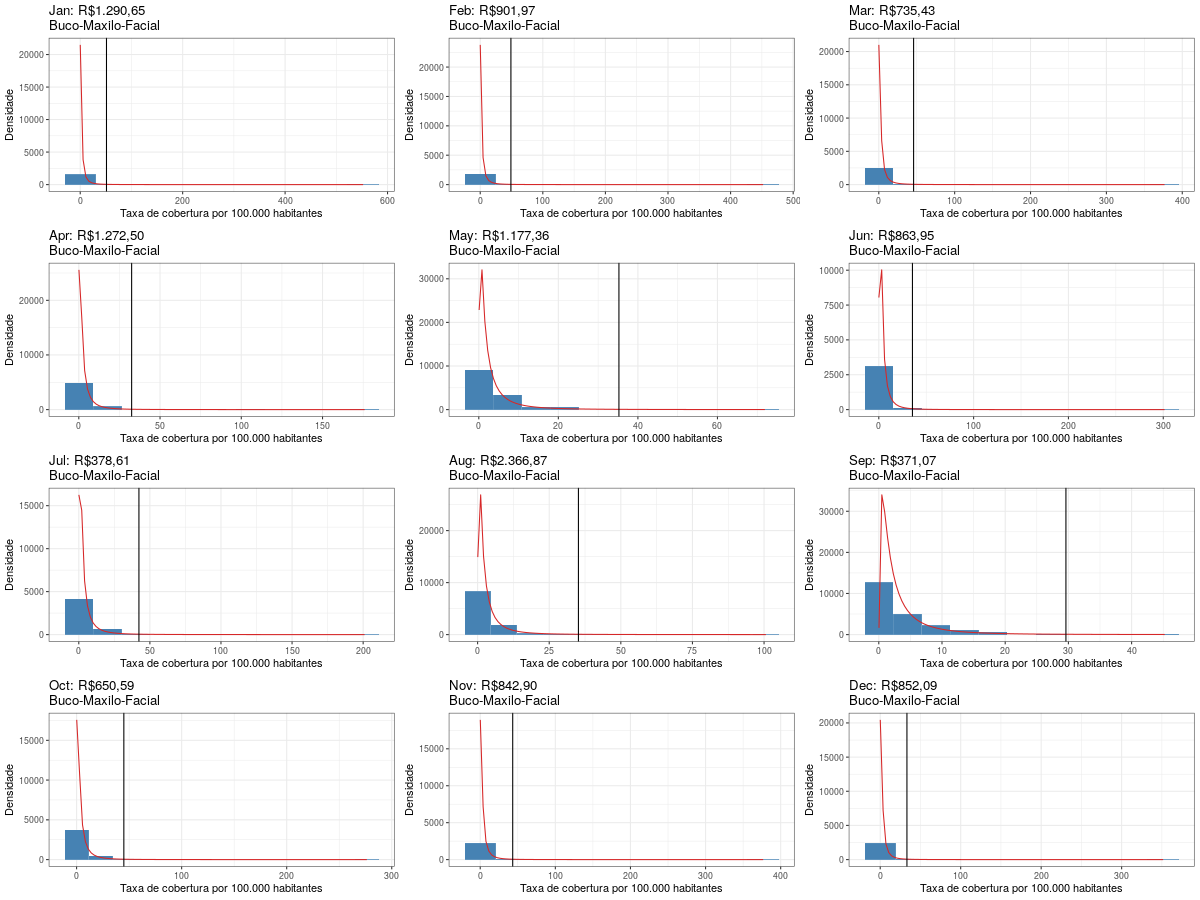 Jan: R$1.290,65
Buco-Maxilo-Facial
Densidade
20000
15000
10000
5000
0
0 200 400 600
Taxa de cobertura por 100.000 habitantes
Feb: R$901,97
Buco-Maxilo-Facial
Densidade
20000
15000
10000
5000
0
0 100 200 300 400 500
Taxa de cobertura por 100.000 habitantes
Mar: R$735,43
Buco-Maxilo-Facial
Densidade
20000
15000
10000
5000
0
0 100 200 300 400
Taxa de cobertura por 100.000 habitantes
Apr: R$1.272,50
Buco-Maxilo-Facial
Densidade
20000
10000
0
0 50 100 150
Taxa de cobertura por 100.000 habitantes
May: R$1.177,36
Buco-Maxilo-Facial
Densidade
30000
20000
10000
0
0 20 40 60
Taxa de cobertura por 100.000 habitantes
Jun: R$863,95
Buco-Maxilo-Facial
Densidade
10000
7500
5000
2500
0
0 100 200 300
Taxa de cobertura por 100.000 habitantes
Jul: R$378,61
Buco-Maxilo-Facial
Densidade
15000
10000
5000
0
0 50 100 150 200
Taxa de cobertura por 100.000 habitantes
Aug: R$2.366,87
Buco-Maxilo-Facial
Densidade
20000
10000
0
0 25 50 75 100
Taxa de cobertura por 100.000 habitantes
Sep: R$371,07
Buco-Maxilo-Facial
Densidade
30000
20000
10000
0
0 10 20 30 40
Taxa de cobertura por 100.000 habitantes
Oct: R$650,59
Buco-Maxilo-Facial
Densidade
15000
10000
5000
0
0 100 200 300
Taxa de cobertura por 100.000 habitantes
Nov: R$842,90
Buco-Maxilo-Facial
Densidade
15000
10000
5000
0
0 100 200 300 400
Taxa de cobertura por 100.000 habitantes
Dec: R$852,09
Buco-Maxilo-Facial
Densidade
20000
15000
10000
5000
0
0 100 200 300
Taxa de cobertura por 100.000 habitantes